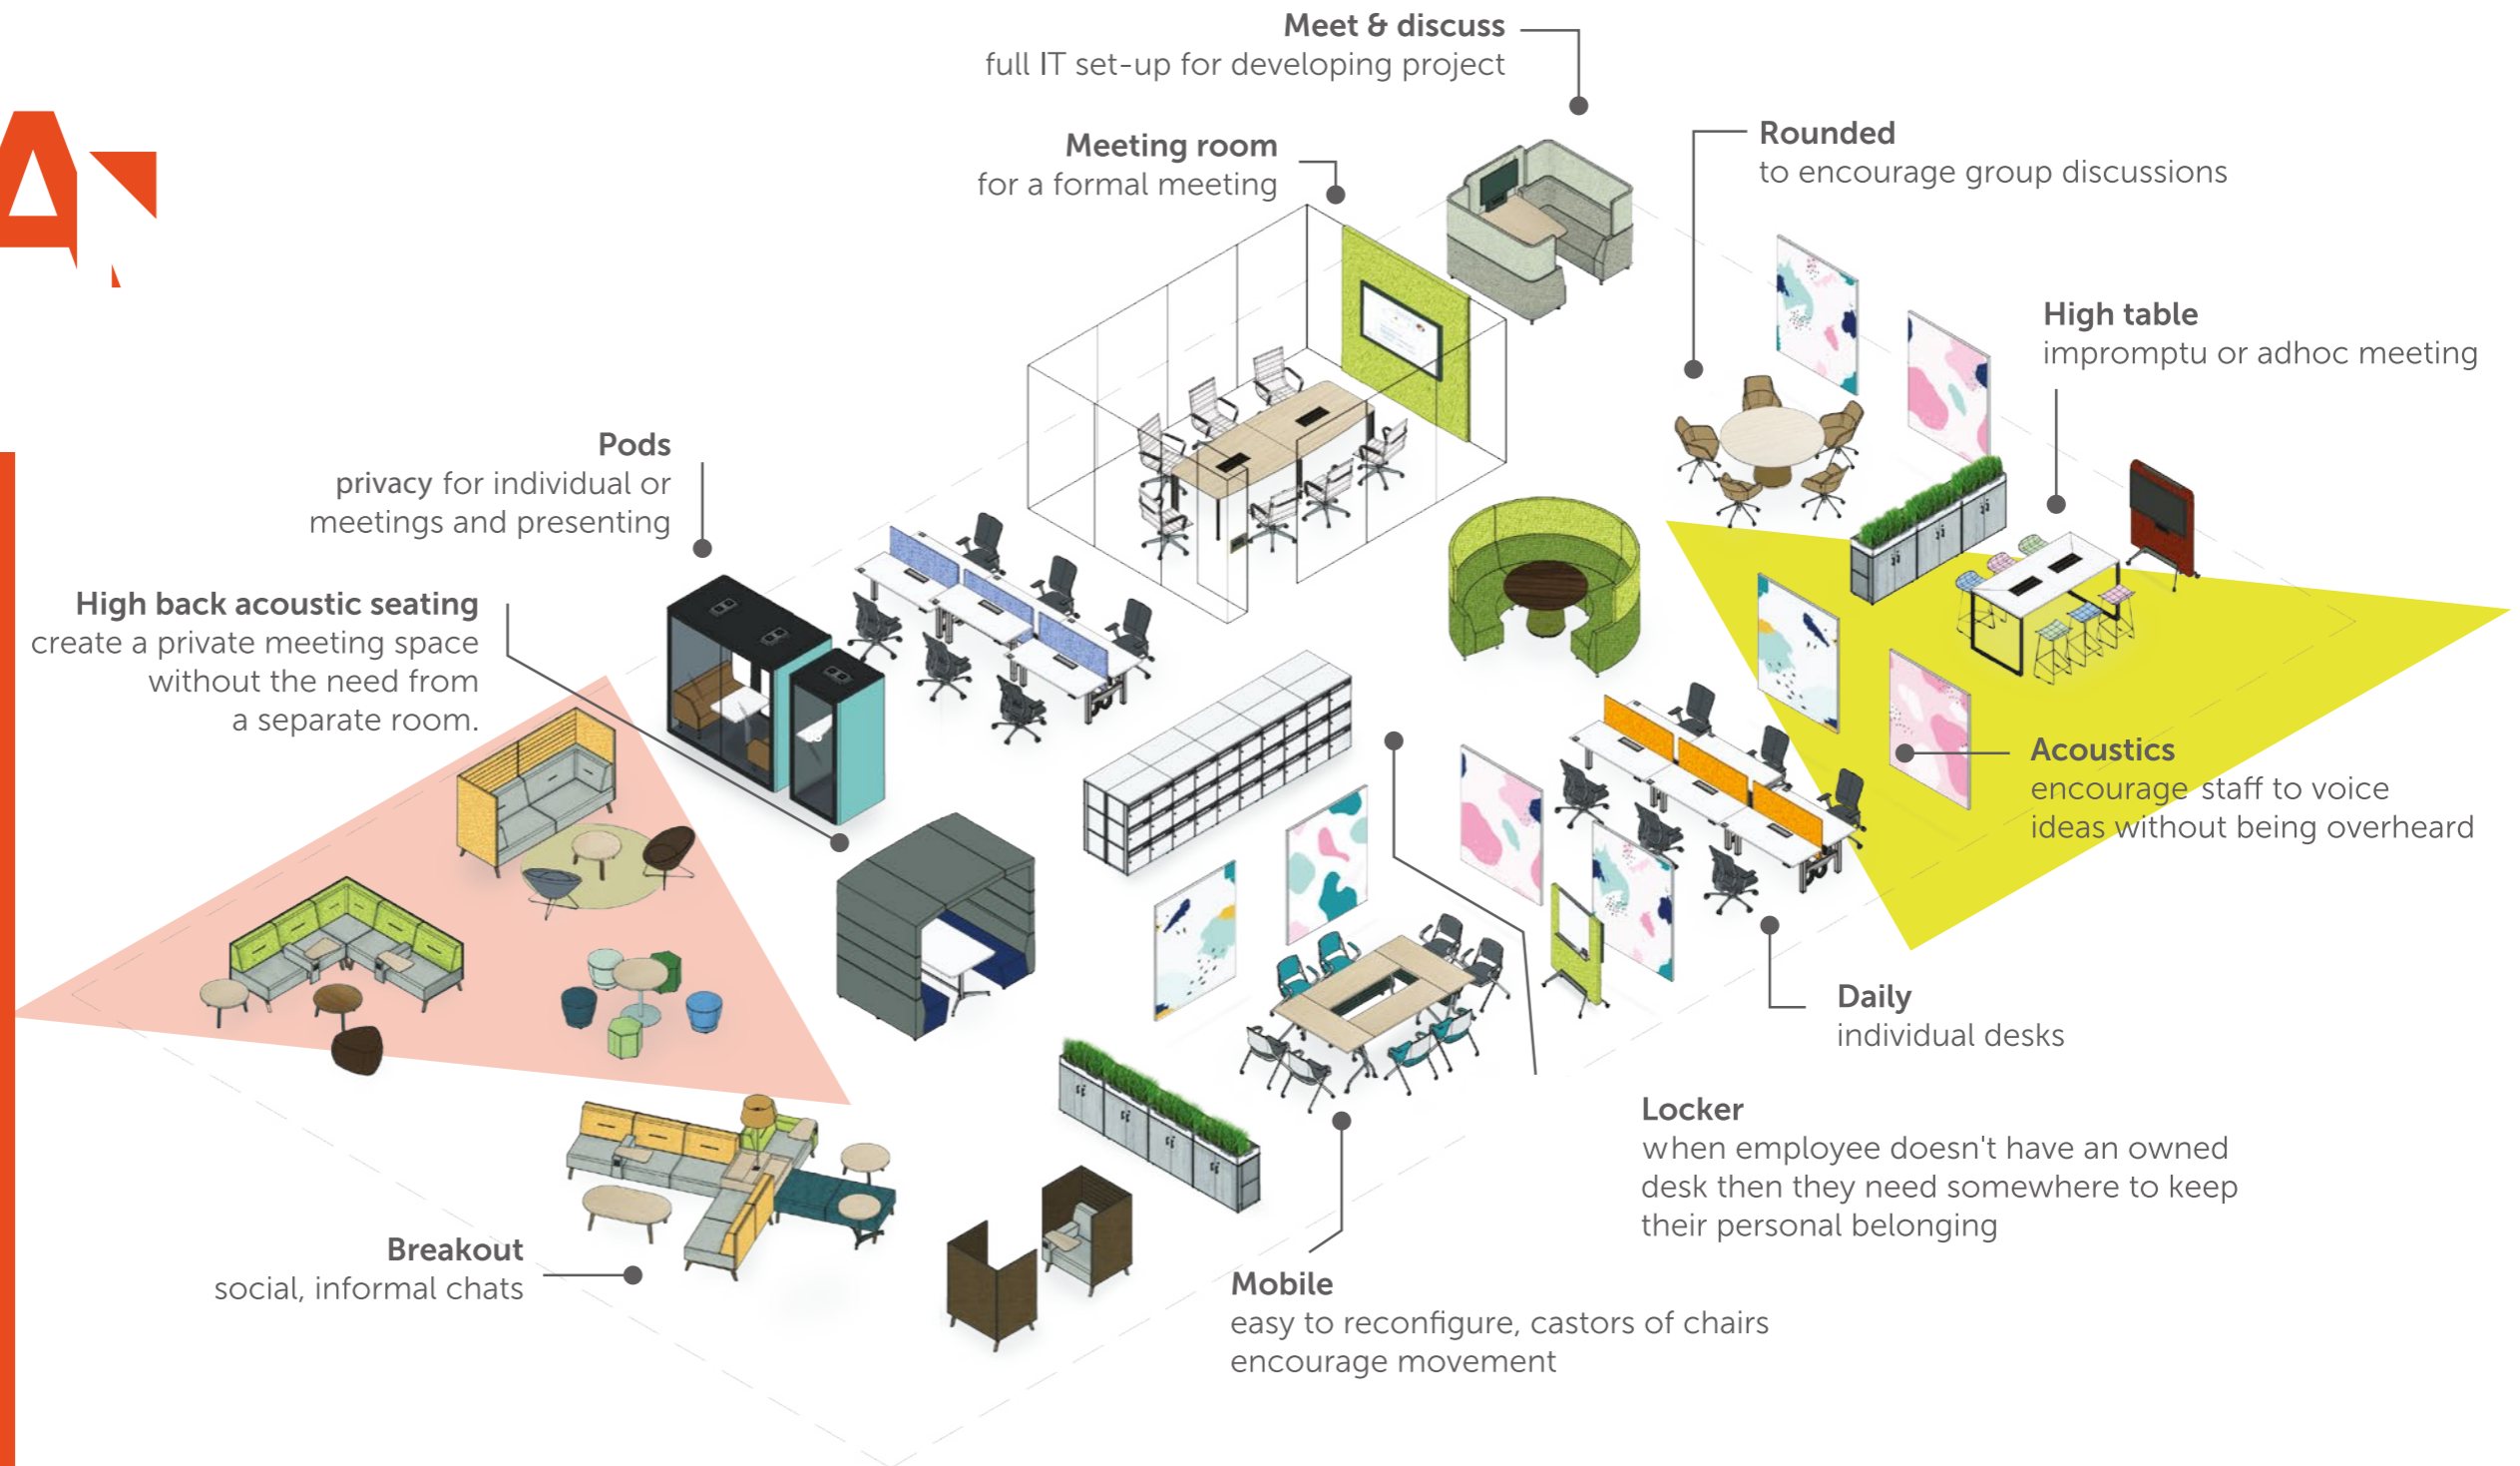 Meet & discuss
full IT set-up for developing project
Meeting room
for a formal meeting
Rounded
to encourage group discussions
High table
impromptu or adhoc meeting
Pods
privacy for individual or
meetings and presenting
High back acoustic seating
create a private meeting space
without the need from
a separate room.
Acoustics
encourage staff to voice
ideas without being overheard
Daily
individual desks
Locker
when employee doesn't have an owned
desk then they need somewhere to keep
their personal belonging
Breakout
social, informal chats
Mobile
easy to reconfigure, castors of chairs
encourage movement